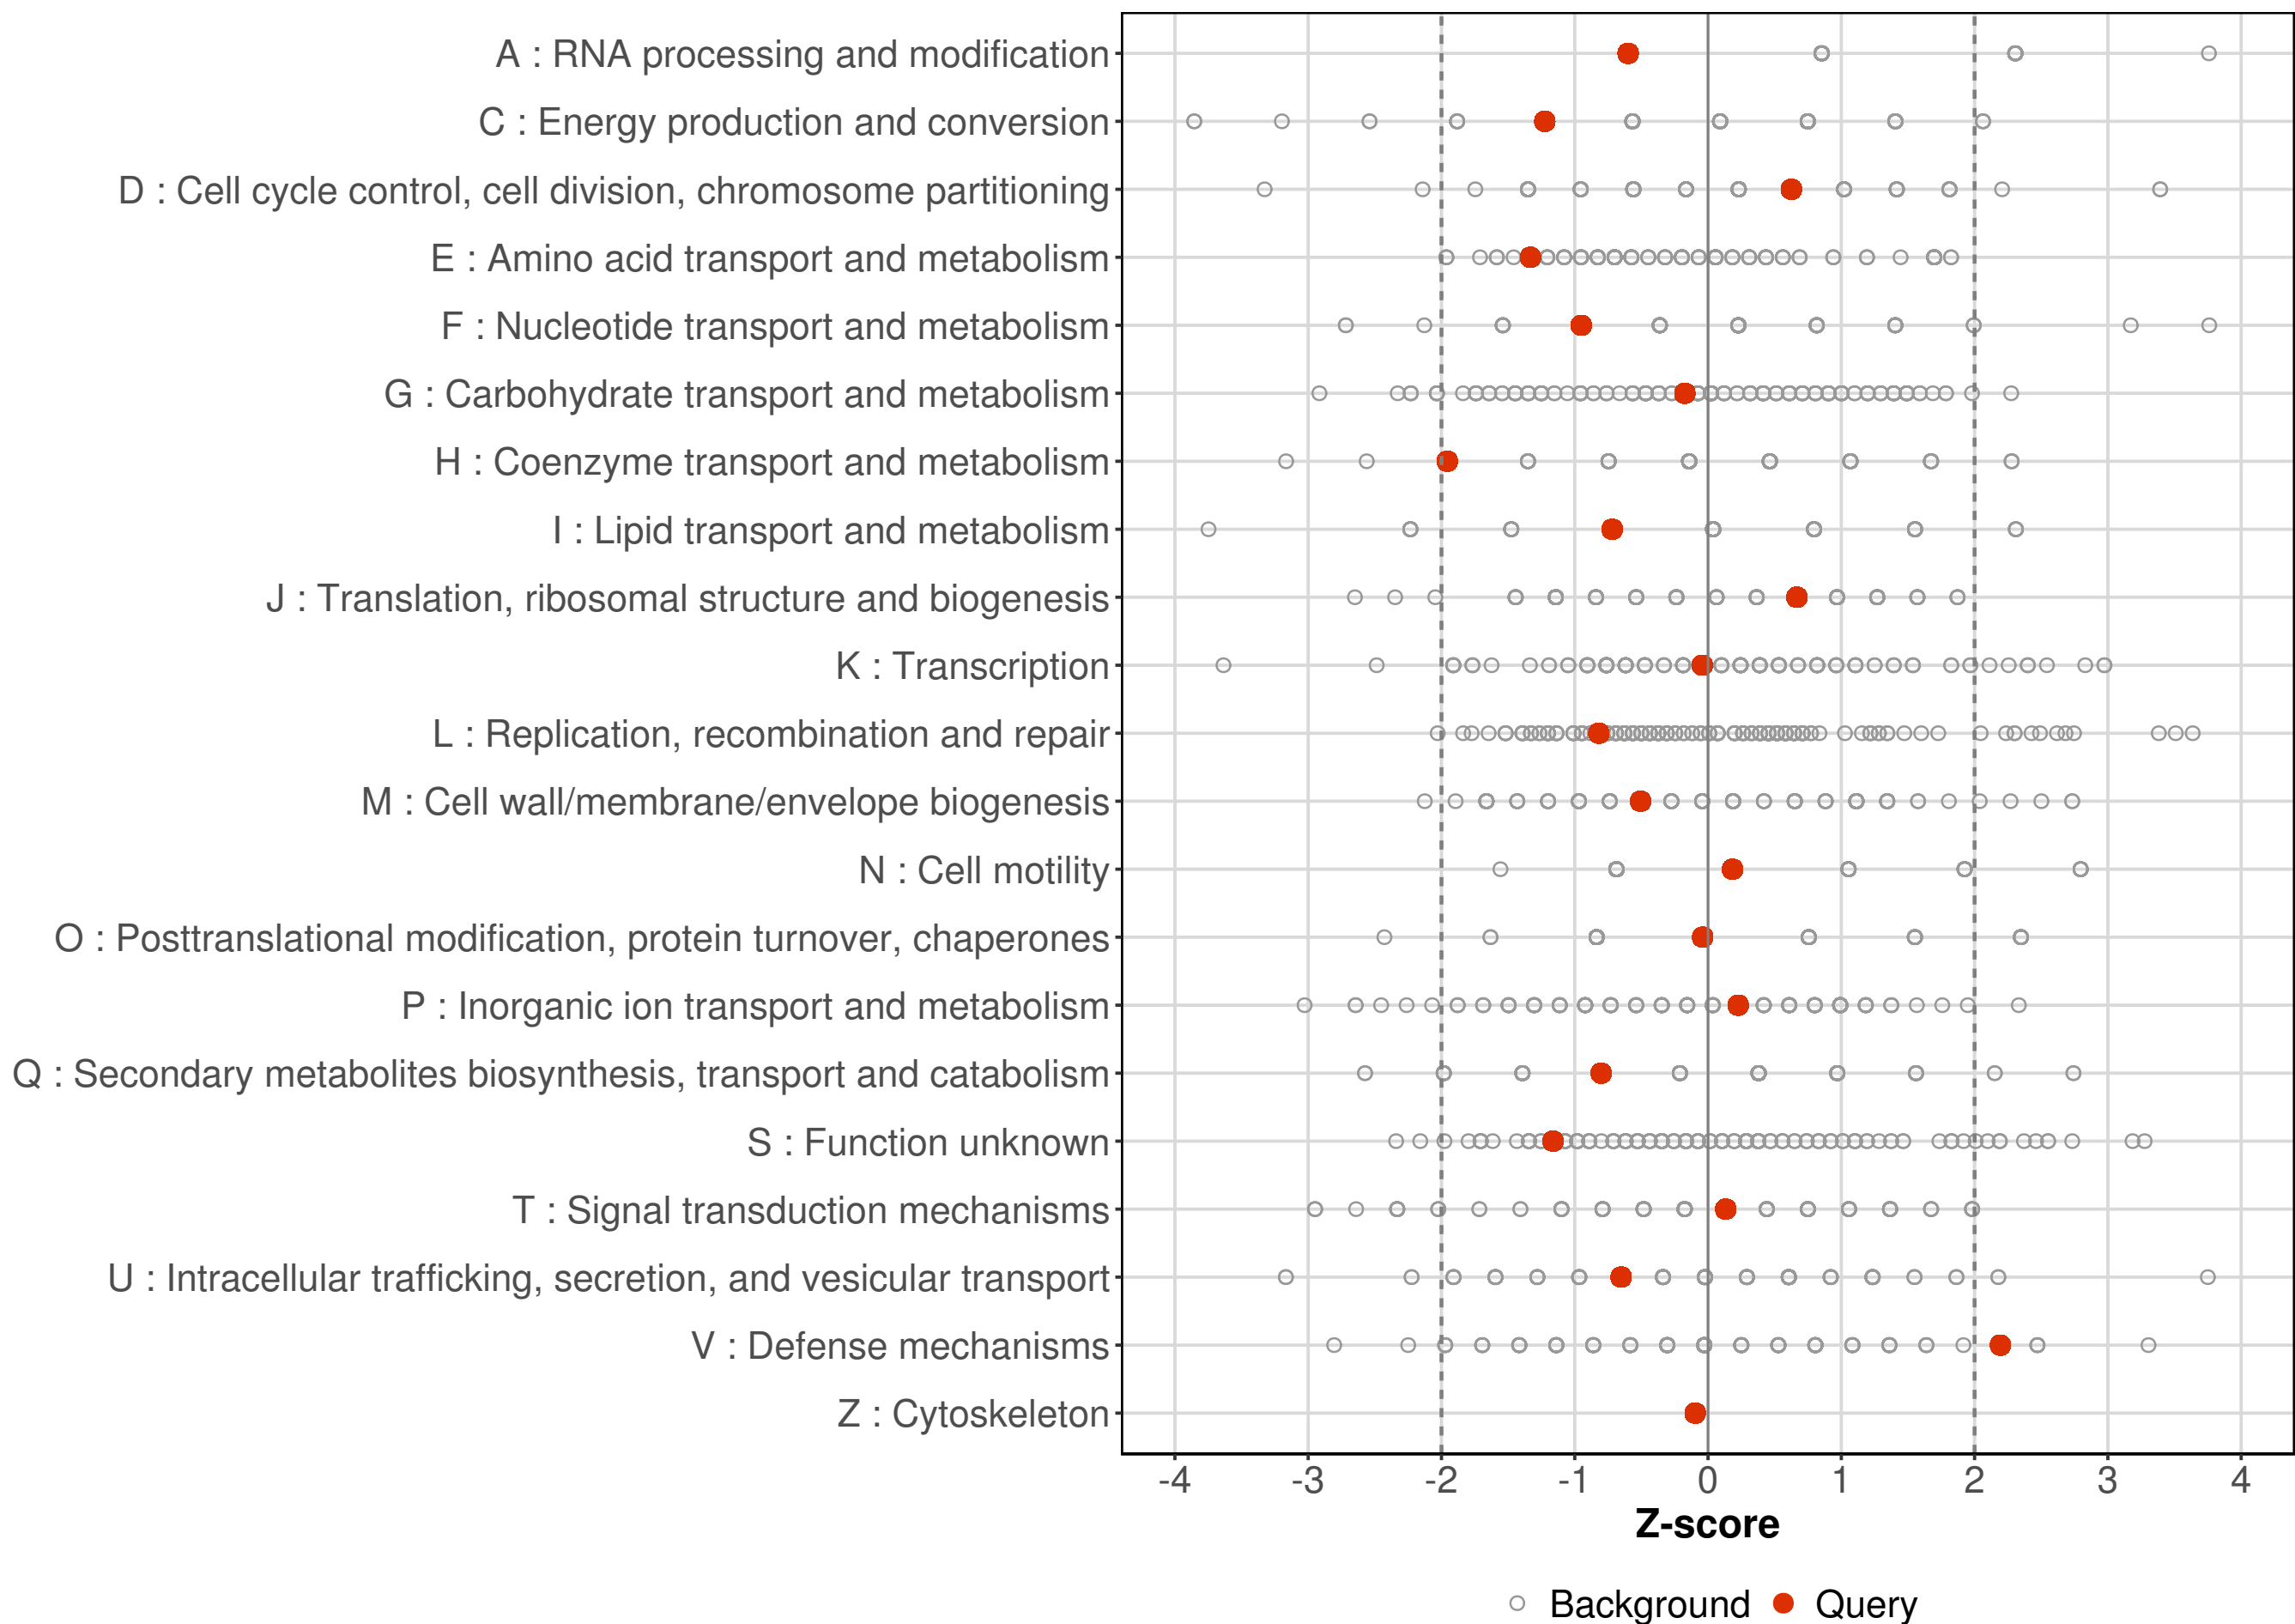 A : RNA processing and modification
C : Energy production and conversion
D : Cell cycle control, cell division, chromosome partitioning
E : Amino acid transport and metabolism
F : Nucleotide transport and metabolism
G : Carbohydrate transport and metabolism
H : Coenzyme transport and metabolism
I : Lipid transport and metabolism
J : Translation, ribosomal structure and biogenesis
K : Transcription
L : Replication, recombination and repair
M : Cell wall/membrane/envelope biogenesis
N : Cell motility
O : Posttranslational modification, protein turnover, chaperones
P : Inorganic ion transport and metabolism
Q : Secondary metabolites biosynthesis, transport and catabolism
S : Function unknown
T : Signal transduction mechanisms
U : Intracellular trafficking, secretion, and vesicular transport
V : Defense mechanisms
Z : Cytoskeleton
-4 -3 -2 -1 0 1 2 3 4
Z-score
Background Query